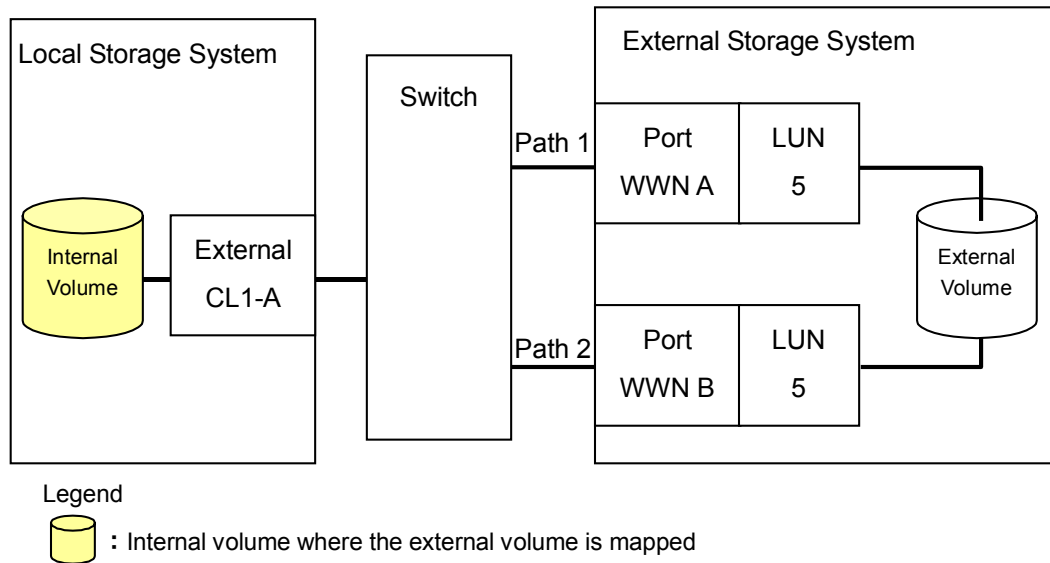 Local Storage System
Internal
Volume
External
CL1-A
Switch
Path 1
Path 2
External Storage System
Port
WWN A
LUN
5
Port
WWN B
LUN
5
External
Volume
Legend
: Internal volume where the external volume is mapped